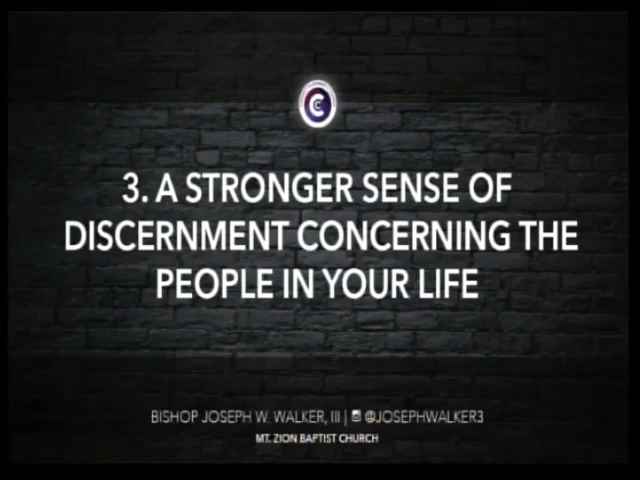 C
3. A STRONGER SENSE OF
DISCERNMENT CONCERNING THE
PEOPLE IN YOUR LIFE
BISHOP JOSEPH W. WALKER, III | @JOSEPHWALKER3
MT. ZION BAPTIST CHURCH